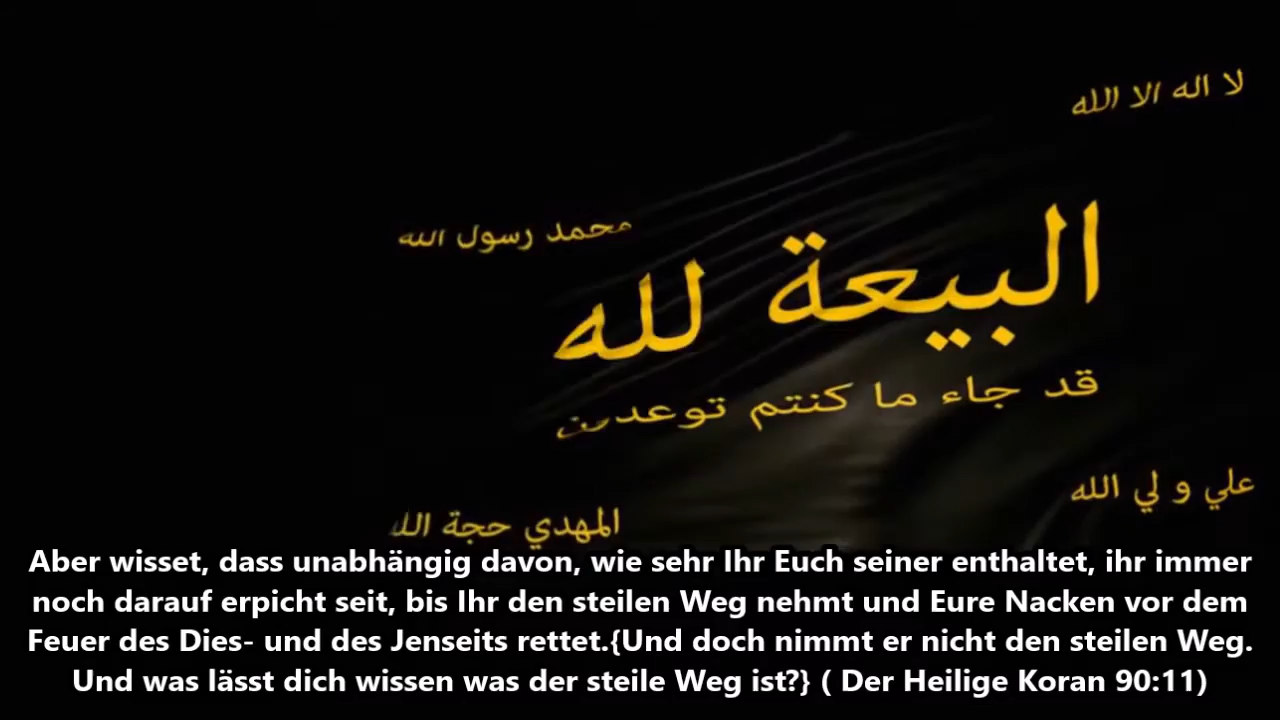 لا اله الا الله
محمد رسول الله
البيعة لله
قد جاء ما كنتم توعدون
علي و لي الله
المهدي حجة الله
Aber wisset, dass unabhängig davon, wie sehr Ihr Euch seiner enthaltet, ihr immer
noch darauf erpicht seit, bis Ihr den steilen Weg nehmt und Eure Nacken vor dem
Feuer des Dies- und des Jenseits rettet.{Und doch nimmt er nicht den steilen Weg.
Und was lässt dich wissen was der steile Weg ist?} ( Der Heilige Koran 90:11)